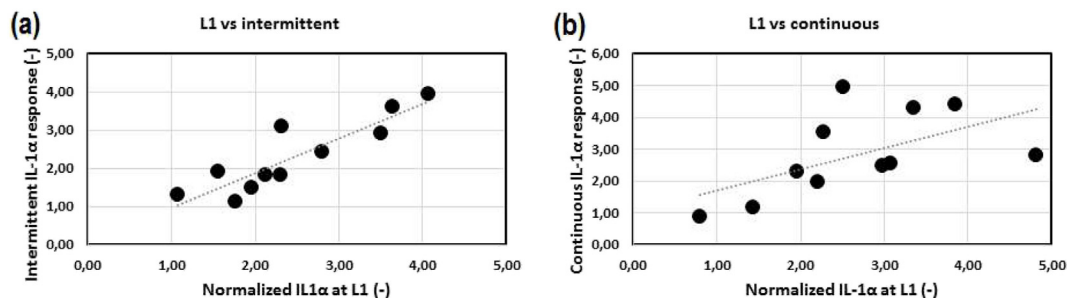 (a)
L1 vs intermittent
Intermittent IL-1α response (-)
5,00
4,00
3,00
2,00
1,00
0,00
0,00 1,00 2,00 3,00 4,00 5,00
Normalized IL1α at L1 (-)
(b)
L1 vs continuous
Continuous IL-1α response (-)
6,00
5,00
4,00
3,00
2,00
1,00
0,00
0,00 1,00 2,00 3,00 4,00 5,00
Normalized IL-1α at L1 (-)